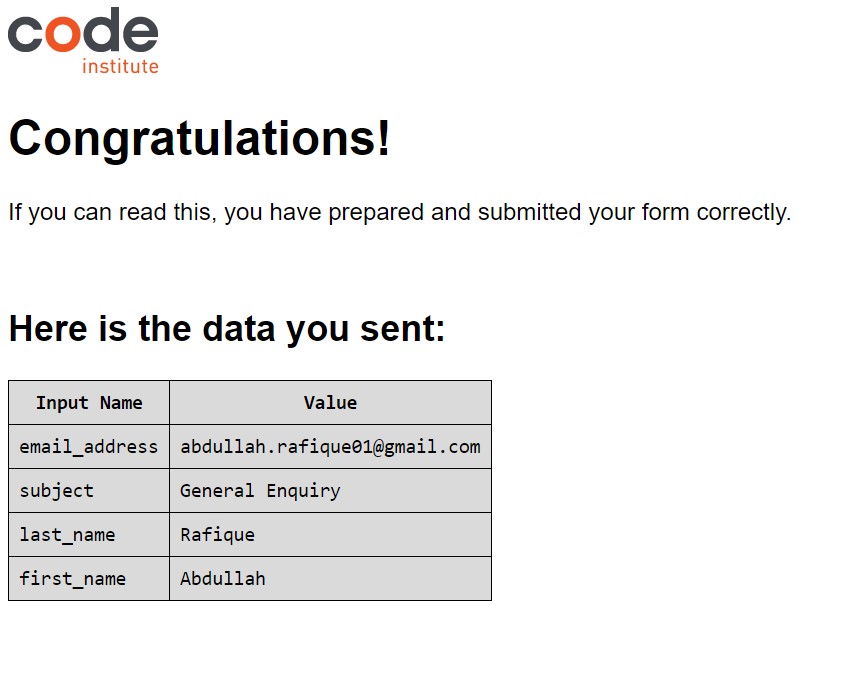 code
institute
Congratulations!
If you can read this, you have prepared and submitted your form correctly.
Here is the data you sent:
Input Name Value
email_address abdullah.rafique01@gmail.com
subject General Enquiry
last_name Rafique
first_name Abdullah